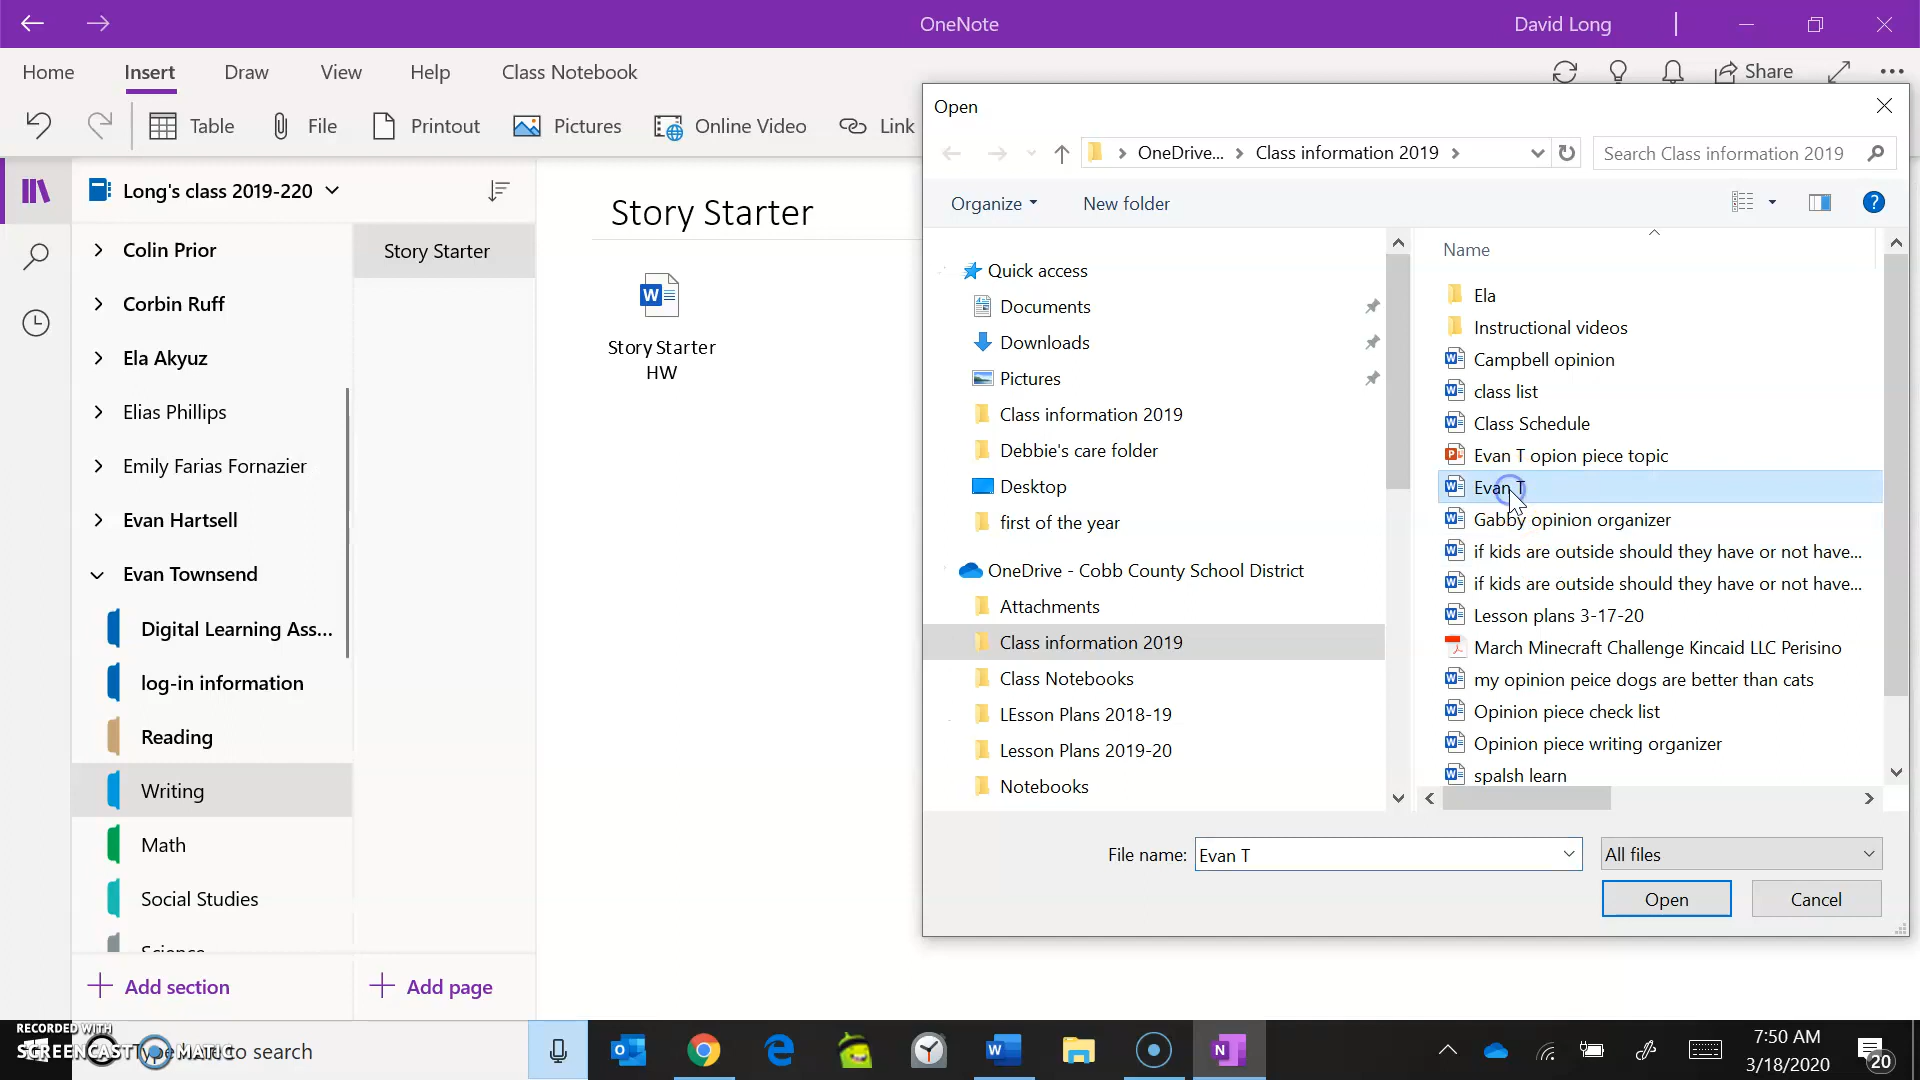 OneNote
David Long
Home Insert Draw View Help Class Notebook
Share
Table File Printout Pictures Online Video Link
Long's class 2019-220
Colin Prior
Corbin Ruff
Ela Akyuz
Elias Phillips
Emily Farias Fornazier
Evan Hartsell
Evan Townsend
Digital Learning Ass...
log-in information
Reading
Writing
Math
Social Studies
Science
Add section
Story Starter
Add page
Story Starter
Story Starter
HW
Open
OneDrive... Class information 2019
Search Class information 2019
Organize New folder
Quick access
Documents
Downloads
Pictures
Class information 2019
Debbie's care folder
Desktop
first of the year
OneDrive - Cobb County School District
Attachments
Class information 2019
Class Notebooks
LEsson Plans 2018-19
Lesson Plans 2019-20
Notebooks
Name
Ela
Instructional videos
Campbell opinion
class list
Class Schedule
Evan T opion piece topic
Evan T
Gabby opinion organizer
if kids are outside should they have or not have...
if kids are outside should they have or not have...
Lesson plans 3-17-20
March Minecraft Challenge Kincaid LLC Perisino
my opinion peice dogs are better than cats
Opinion piece check list
Opinion piece writing organizer
spalsh learn
File name: Evan T
All files
Open Cancel
RECORDED WITH
SCREENCAST MATIC
Type here to search
7:50 AM
3/18/2020
20